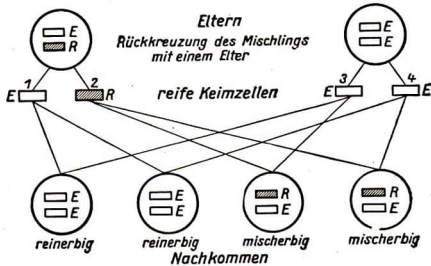 Eltern
Rückkreuzung des Mischlings
mit einem Elter
E
R
E
E
1
2
3
4
E
R
reife Keimzellen
E
E
E
E
E
E
R
E
R
E
reinerbig
reinerbig
mischerbig
mischerbig
Nachkommen